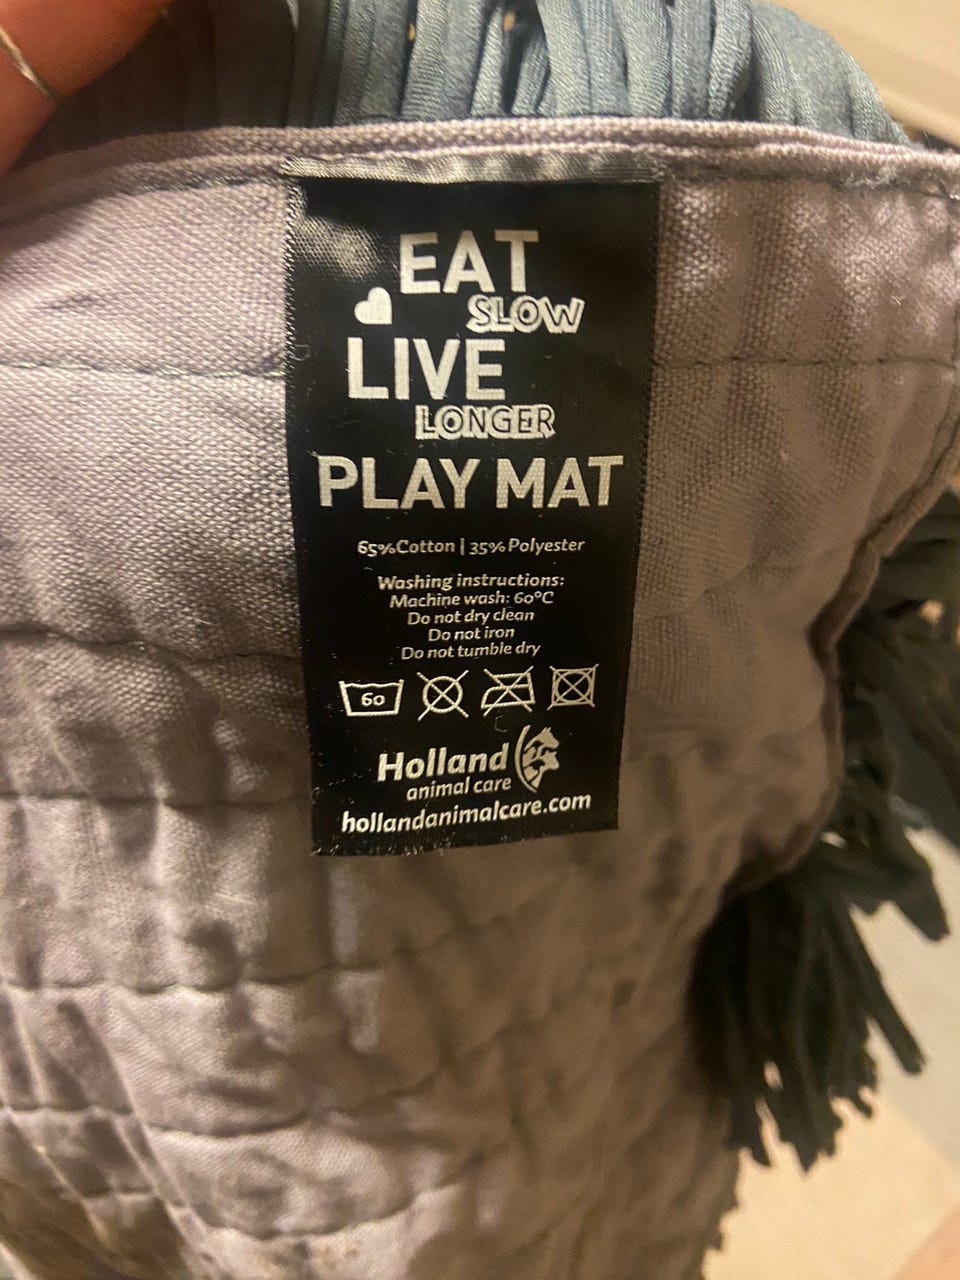 EAT
SLOW
LIVE
LONGER
PLAY MAT
65%Cotton | 35%Polyester
Washing instructions:
Machine wash: 60°C
Do not dry clean
Do not iron
Do not tumble dry
60
Holland
animal care
hollandanimalcare.com